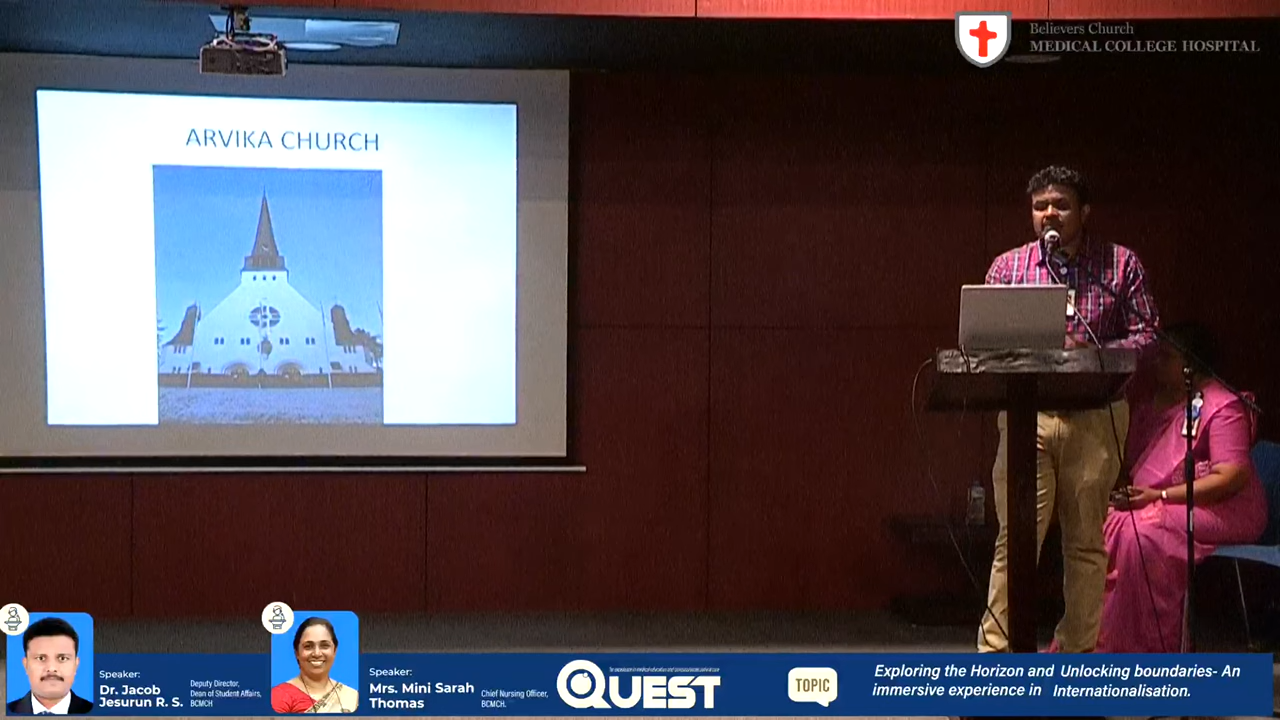 Believers Church
MEDICAL COLLEGE HOSPITAL
ARVIKA CHURCH
Speaker:
Dr. Jacob
Jesurun R. S.
Deputy Director,
Dean of Student Affairs,
BCMCH
Speaker:
Mrs. Mini Sarah
Thomas
Chief Nursing Officer,
BCMCH.
QUEST
TOPIC
Exploring the Horizon and Unlocking boundaries- An
immersive experience in Internationalisation.